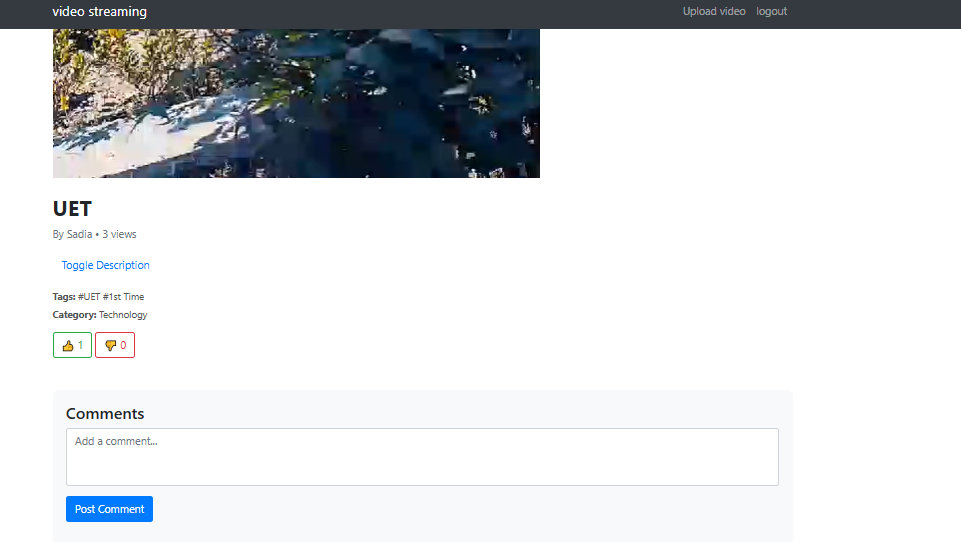 video streaming
Upload video logout
UET
By Sadia • 3 views
Toggle Description
Tags: #UET #1st Time
Category: Technology
👍 1 👎 0
Comments
Add a comment...
Post Comment